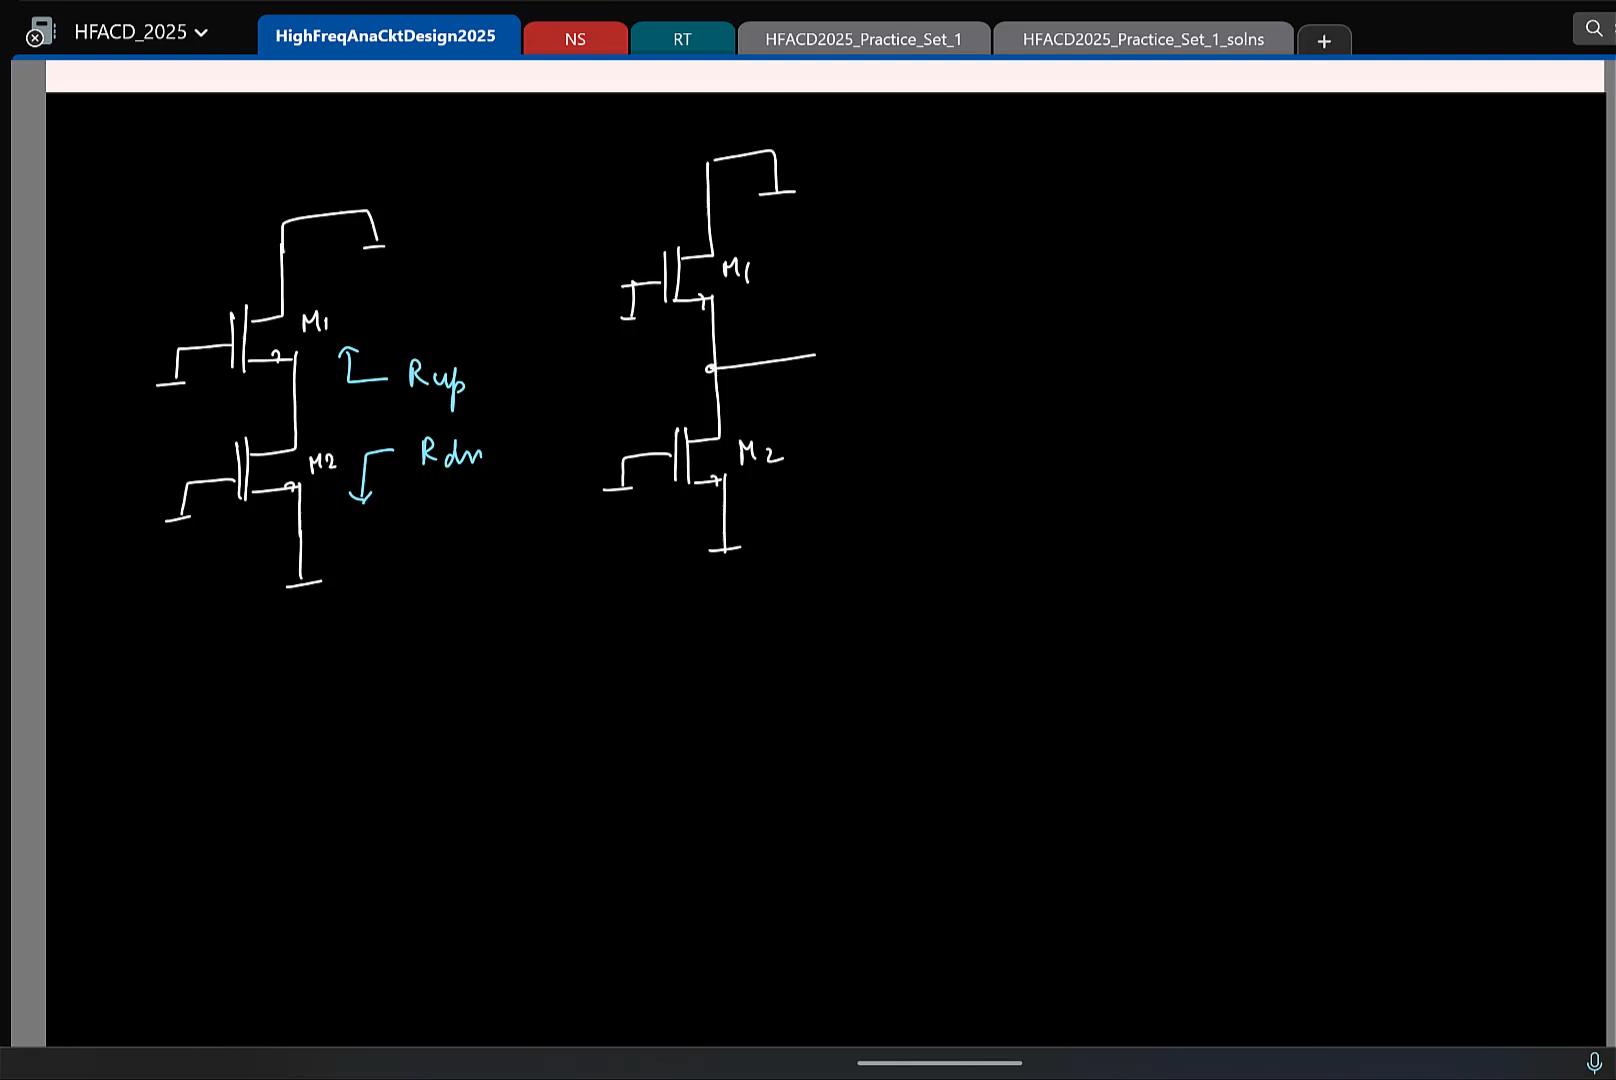 HFACD_2025
HighFreqAnaCktDesign2025
NS
RT
HFACD2025_Practice_Set_1
HFACD2025_Practice_Set_1_solns
M1
Rup
M2
Rdn
M1
M2